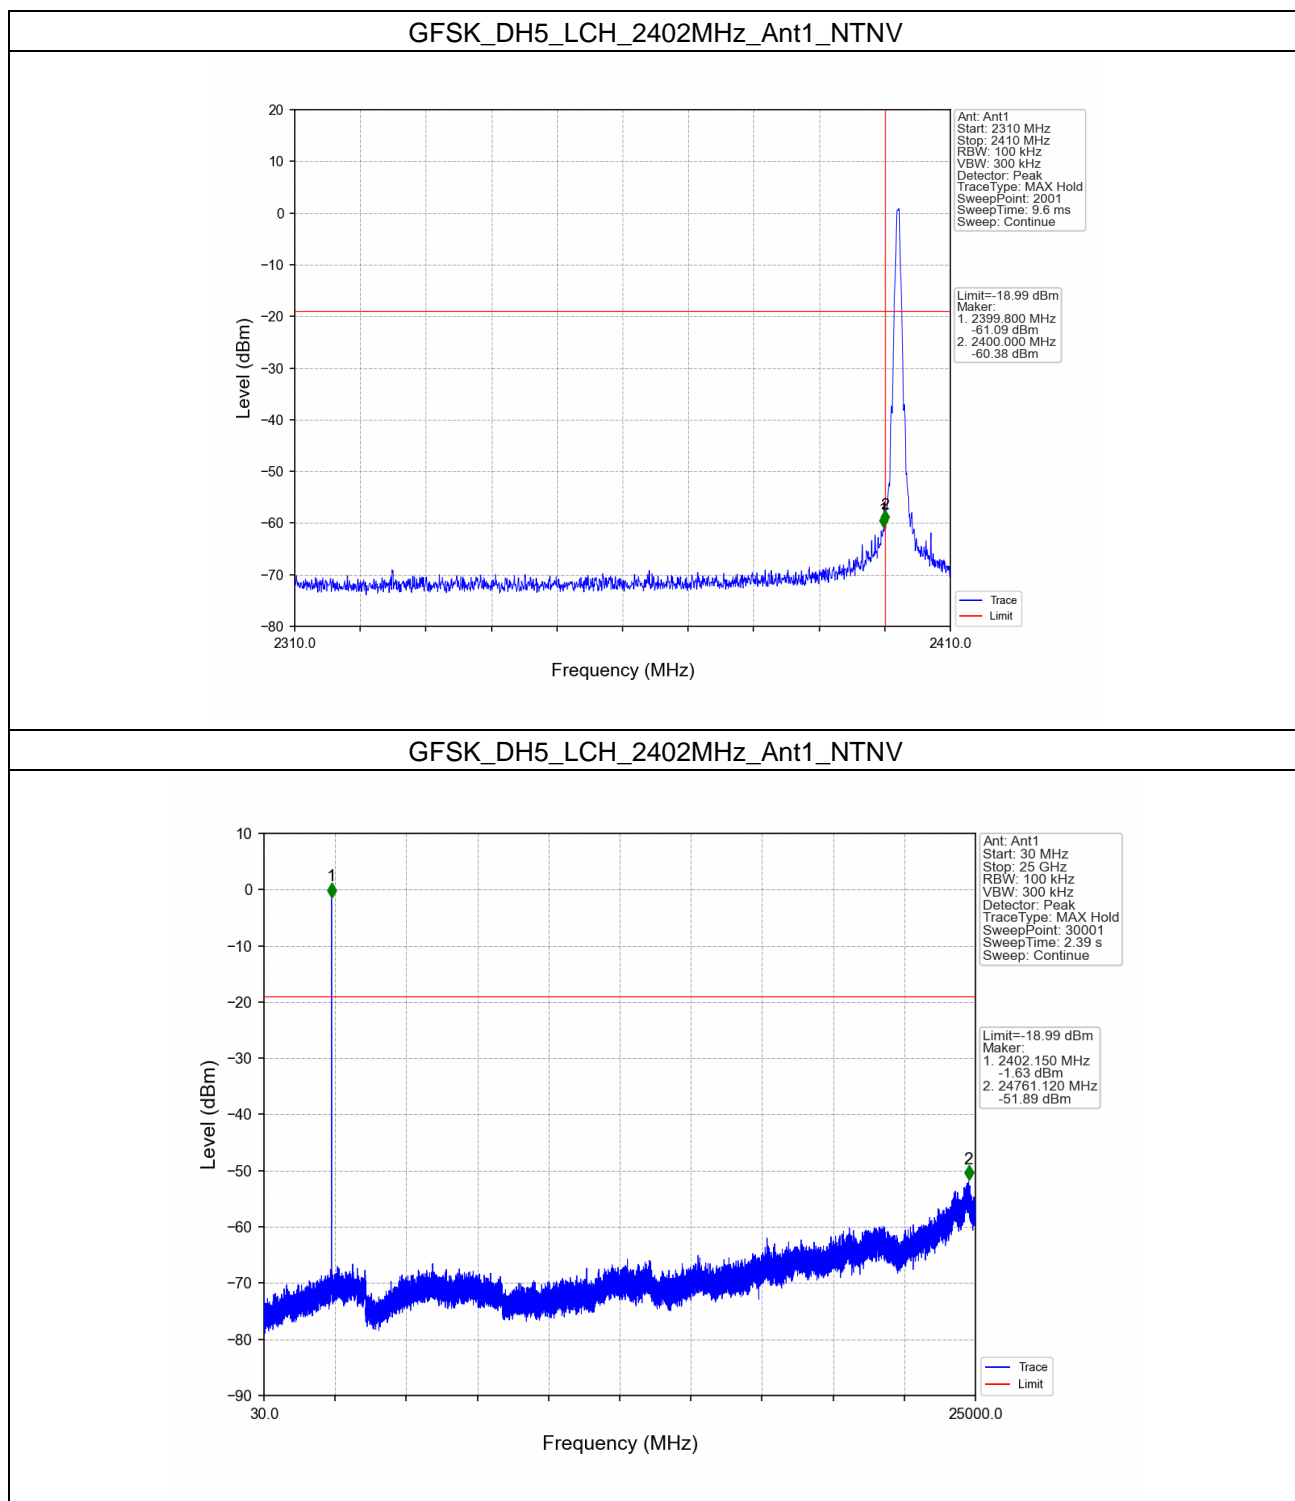 GFSK_DH5_LCH_2402MHz_Ant1_NTNV
20
10
0
−10
−20
−30
−40
−50
−60
−70
−80
Level (dBm)
2310.0
2410.0
Frequency (MHz)
2
Ant: Ant1
Start: 2310 MHz
Stop: 2410 MHz
RBW: 100 kHz
VBW: 300 kHz
Detector: Peak
TraceType: MAX Hold
SweepPoint: 2001
SweepTime: 9.6 ms
Sweep: Continue
Limit=-18.99 dBm
Maker:
1. 2399.800 MHz
-61.09 dBm
2. 2400.000 MHz
-60.38 dBm
Trace
Limit
GFSK_DH5_LCH_2402MHz_Ant1_NTNV
10
0
−10
−20
−30
−40
−50
−60
−70
−80
−90
Level (dBm)
30.0
25000.0
Frequency (MHz)
1
2
Ant: Ant1
Start: 30 MHz
Stop: 25 GHz
RBW: 100 kHz
VBW: 300 kHz
Detector: Peak
TraceType: MAX Hold
SweepPoint: 30001
SweepTime: 2.39 s
Sweep: Continue
Limit=-18.99 dBm
Maker:
1. 2402.150 MHz
-1.63 dBm
2. 24761.120 MHz
-51.89 dBm
Trace
Limit